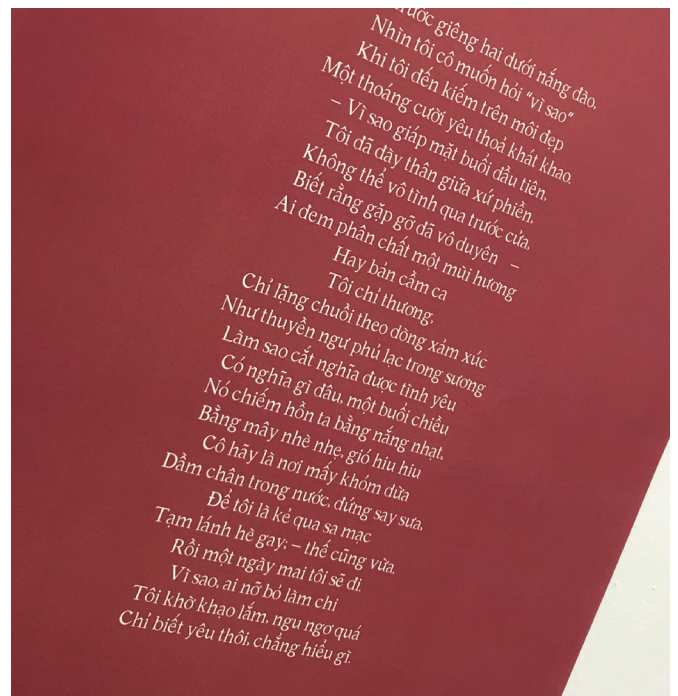 trước giêng hai dưới nắng đào,
Nhìn tôi cô muốn hỏi "vì sao"
Khi tôi đến kiếm trên môi đẹp
Một thoáng cười yêu thoả khát khao.
– Vì sao giáp mặt buổi đầu tiên,
Tôi đã đày thân giữa xứ phiền,
Không thể vô tình qua trước cửa,
Biết rằng gặp gỡ đã vô duyên –
Ai đem phân chất một mùi hương
Hay bản cầm ca
Tôi chỉ thương,
Chỉ lặng chuỗi theo dòng xảm xúc
Như thuyền ngư phủ lạc trong sương
Làm sao cắt nghĩa được tình yêu
Có nghĩa gì đâu, một buổi chiều
Nó chiếm hồn ta bằng nắng nhạt,
Bằng mây nhè nhẹ, gió hiu hiu
Cô hãy là nơi mấy khóm dừa
Dầm chân trong nước, đứng say sưa,
Để tôi là kẻ qua sa mạc
Tạm lánh hè gay; – thế cũng vừa.
Rồi một ngày mai tôi sẽ đi.
Vì sao, ai nỡ bỏ làm chi
Tôi khờ khạo lắm, ngu ngơ quá
Chỉ biết yêu thôi, chẳng hiểu gì.